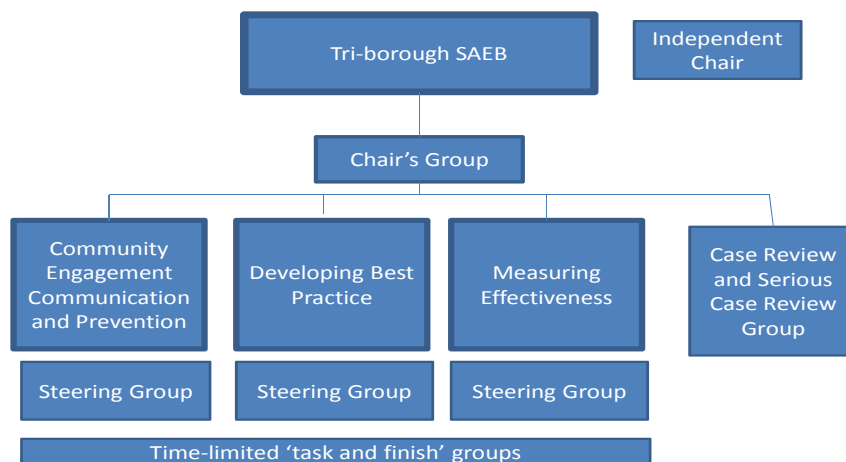 Tri-borough SAEB
Independent
Chair
Chair’s Group
Community
Engagement
Communication
and Prevention
Developing Best
Practice
Measuring
Effectiveness
Case Review
and Serious
Case Review
Group
Steering Group
Steering Group
Steering Group
Time-limited ‘task and finish’ groups